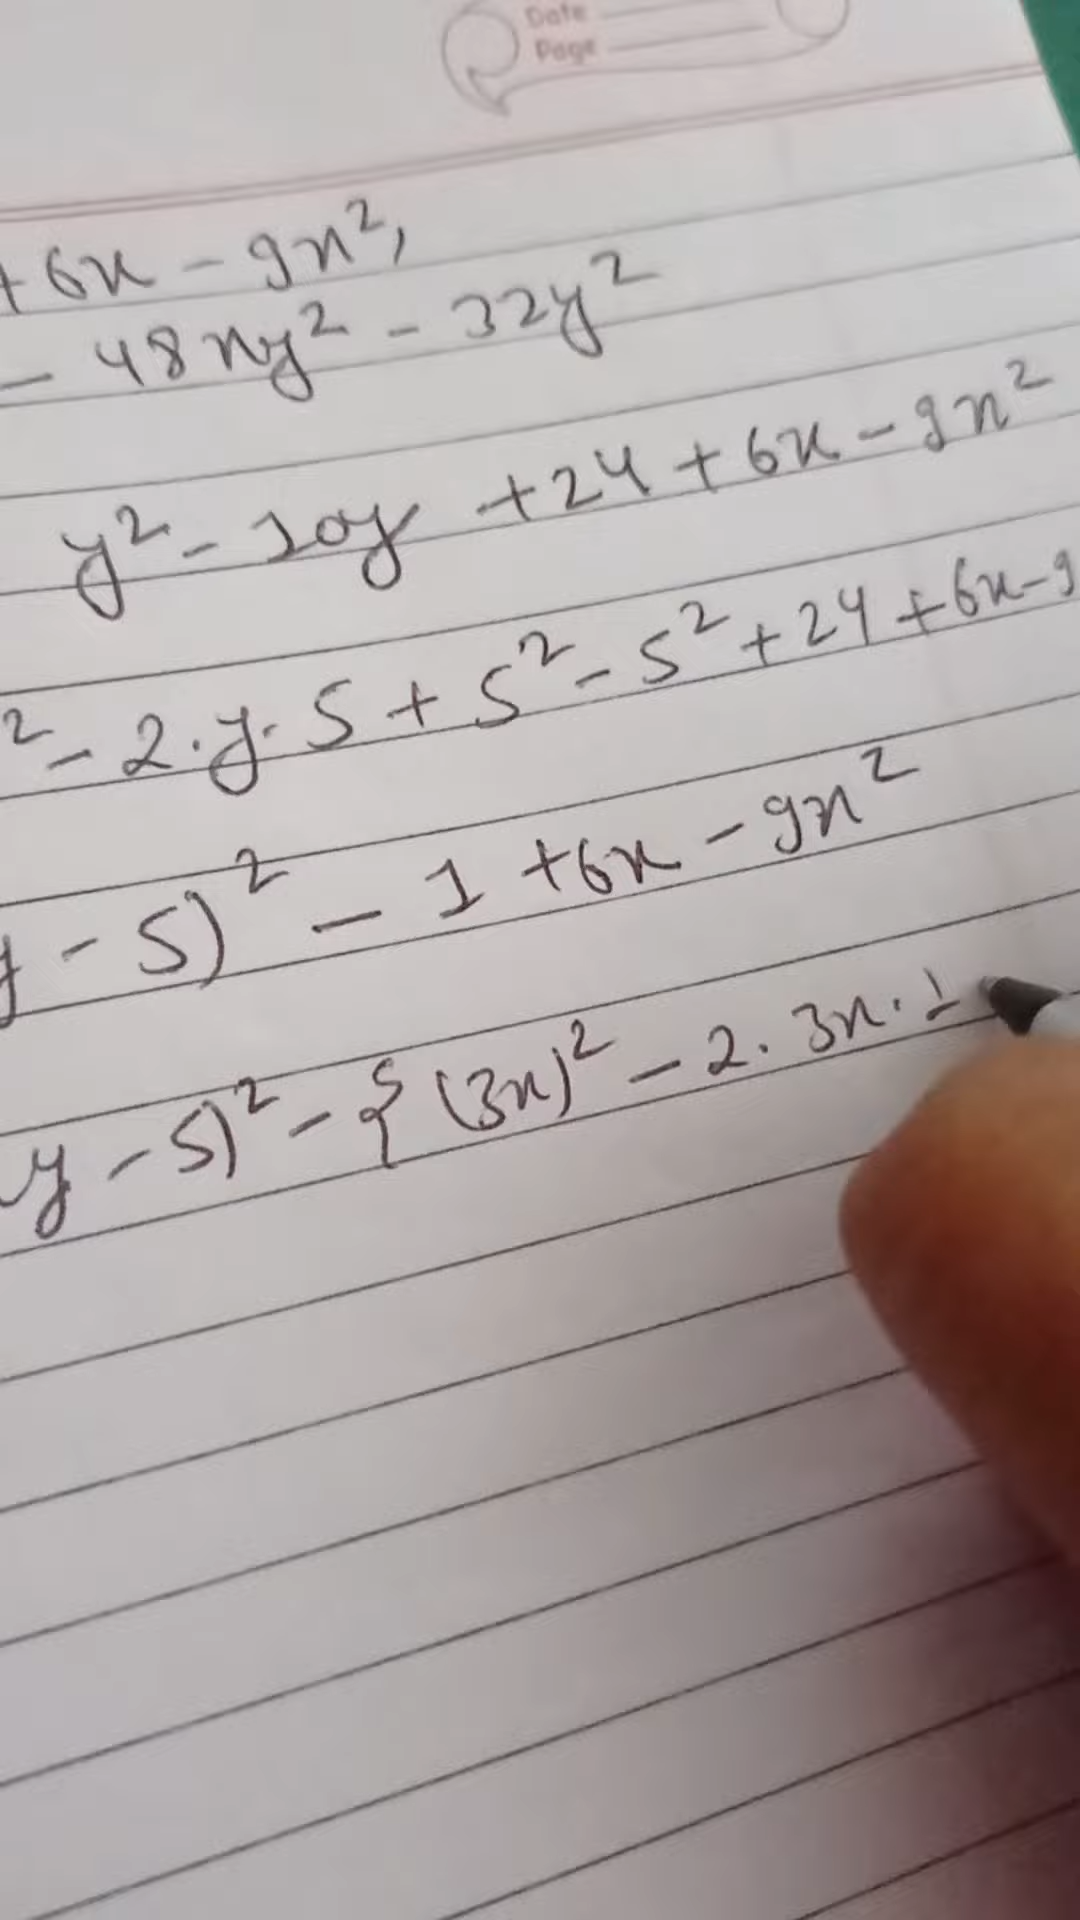 Date
Page
+ 6x - 9x²,
- 48xy² - 32y²
y² - 10y + 24 + 6x - 9x²
² - 2.y.5 + 5² - 5² + 24 + 6x - 9
y - 5)² - 1 + 6x - 9x²
y - 5)² - { (3x)² - 2. 3x. 1